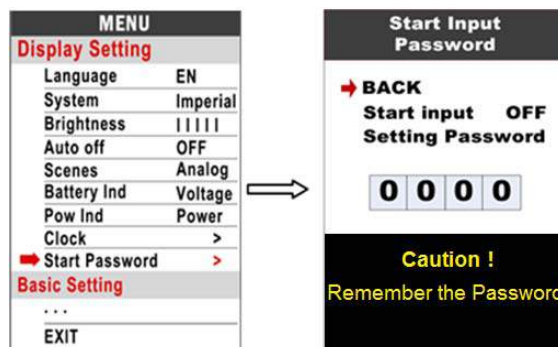 MENU
Display Setting
Language EN
System Imperial
Brightness | | | | |
Auto off OFF
Scenes Analog
Battery Ind Voltage
Pow Ind Power
Clock >
Start Password >
Basic Setting
...
EXIT
Start Input
Password
BACK
Start input OFF
Setting Password
0 0 0 0
Caution !
Remember the Password